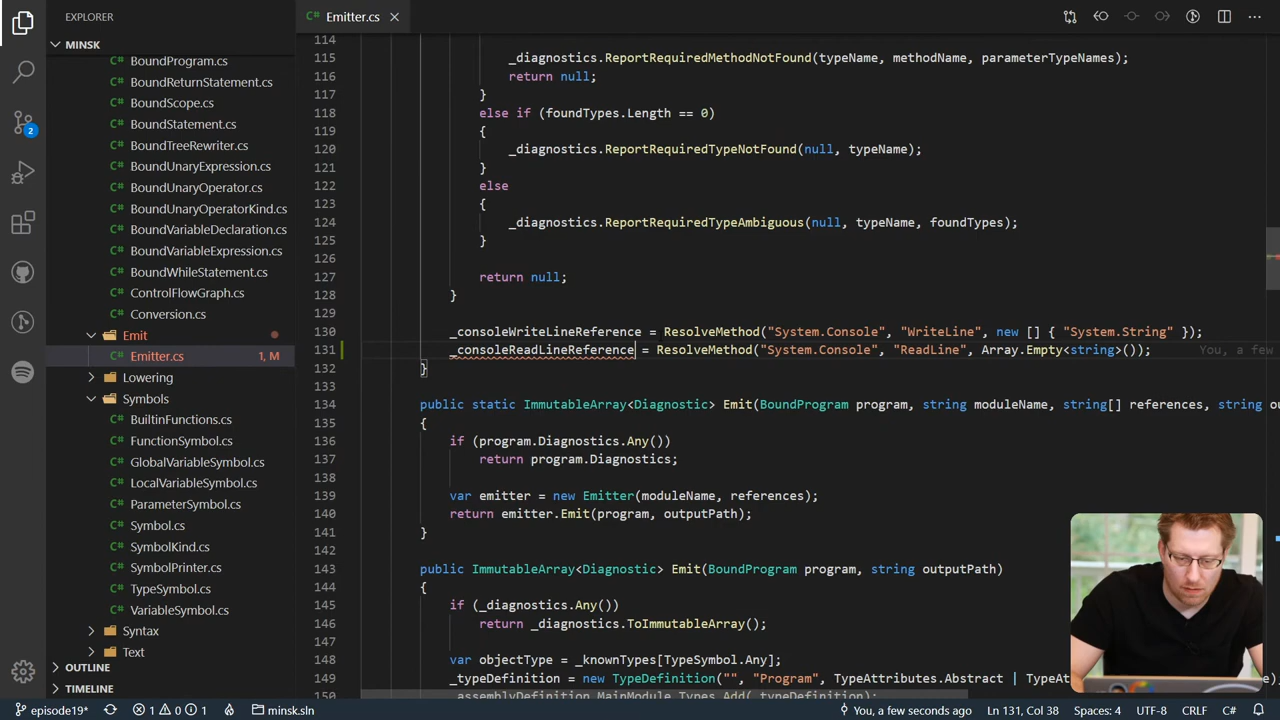 EXPLORER
Emitter.cs
MINSK
BoundProgram.cs
BoundReturnStatement.cs
BoundScope.cs
BoundStatement.cs
BoundTreeRewriter.cs
BoundUnaryExpression.cs
BoundUnaryOperator.cs
BoundUnaryOperatorKind.cs
BoundVariableDeclaration.cs
BoundVariableExpression.cs
BoundWhileStatement.cs
ControlFlowGraph.cs
Conversion.cs
Emit
Emitter.cs 1, M
Lowering
Symbols
BuiltinFunctions.cs
FunctionSymbol.cs
GlobalVariableSymbol.cs
LocalVariableSymbol.cs
ParameterSymbol.cs
Symbol.cs
SymbolKind.cs
SymbolPrinter.cs
TypeSymbol.cs
VariableSymbol.cs
Syntax
Text
OUTLINE
TIMELINE
2
114
115 _diagnostics.ReportRequiredMethodNotFound(typeName, methodName, parameterTypeNames);
116 return null;
117 }
118 else if (foundTypes.Length == 0)
119 {
120 _diagnostics.ReportRequiredTypeNotFound(null, typeName);
121 }
122 else
123 {
124 _diagnostics.ReportRequiredTypeAmbiguous(null, typeName, foundTypes);
125 }
126
127 return null;
128 }
129
130 _consoleWriteLineReference = ResolveMethod("System.Console", "WriteLine", new [] { "System.String" });
131 _consoleReadLineReference = ResolveMethod("System.Console", "ReadLine", Array.Empty<string>()); You, a few
132 }
133
134 public static ImmutableArray<Diagnostic> Emit(BoundProgram program, string moduleName, string[] references, string ou
135 {
136 if (program.Diagnostics.Any())
137 return program.Diagnostics;
138
139 var emitter = new Emitter(moduleName, references);
140 return emitter.Emit(program, outputPath);
141 }
142
143 public ImmutableArray<Diagnostic> Emit(BoundProgram program, string outputPath)
144 {
145 if (_diagnostics.Any())
146 return _diagnostics.ToImmutableArray();
147
148 var objectType = _knownTypes[TypeSymbol.Any];
149 _typeDefinition = new TypeDefinition("", "Program", TypeAttributes.Abstract | TypeAt
150 _assemblyDefinition.MainModule.Types.Add(_typeDefinition);
episode19* 1 0 1 minsk.sln You, a few seconds ago Ln 131, Col 38 Spaces: 4 UTF-8 CRLF C#